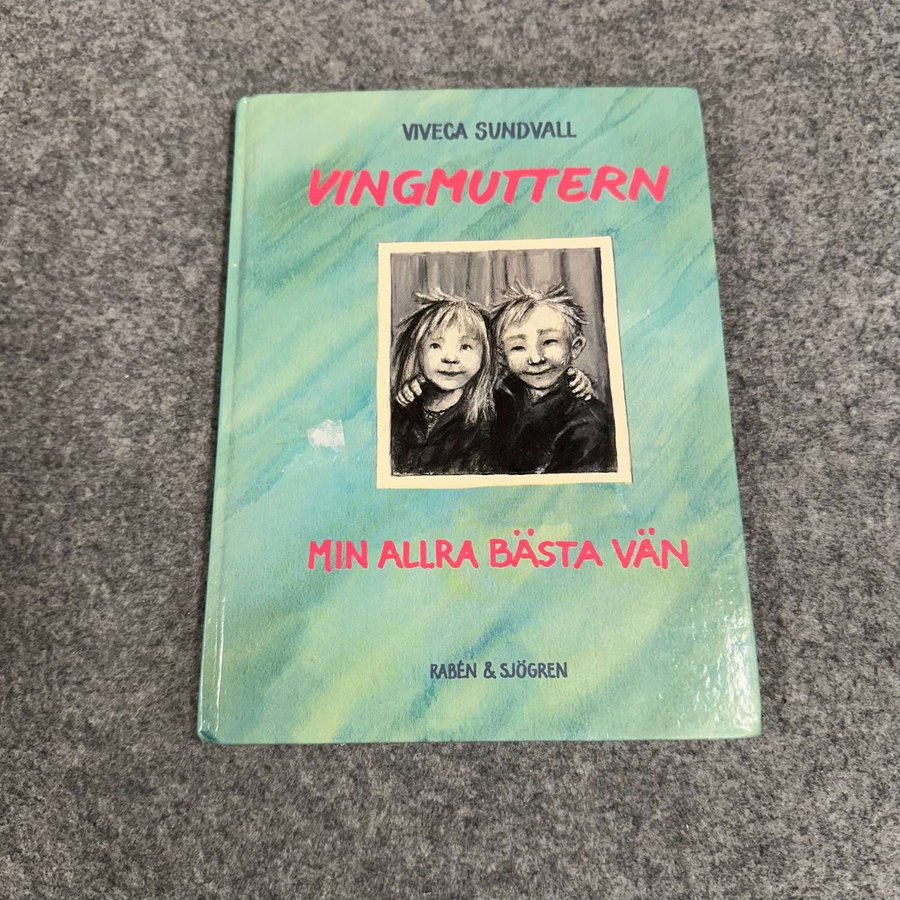 VIVECA SUNDVALL
VINGMUTTERN
MIN ALLRA BÄSTA VÄN
RABÉN & SJÖGREN